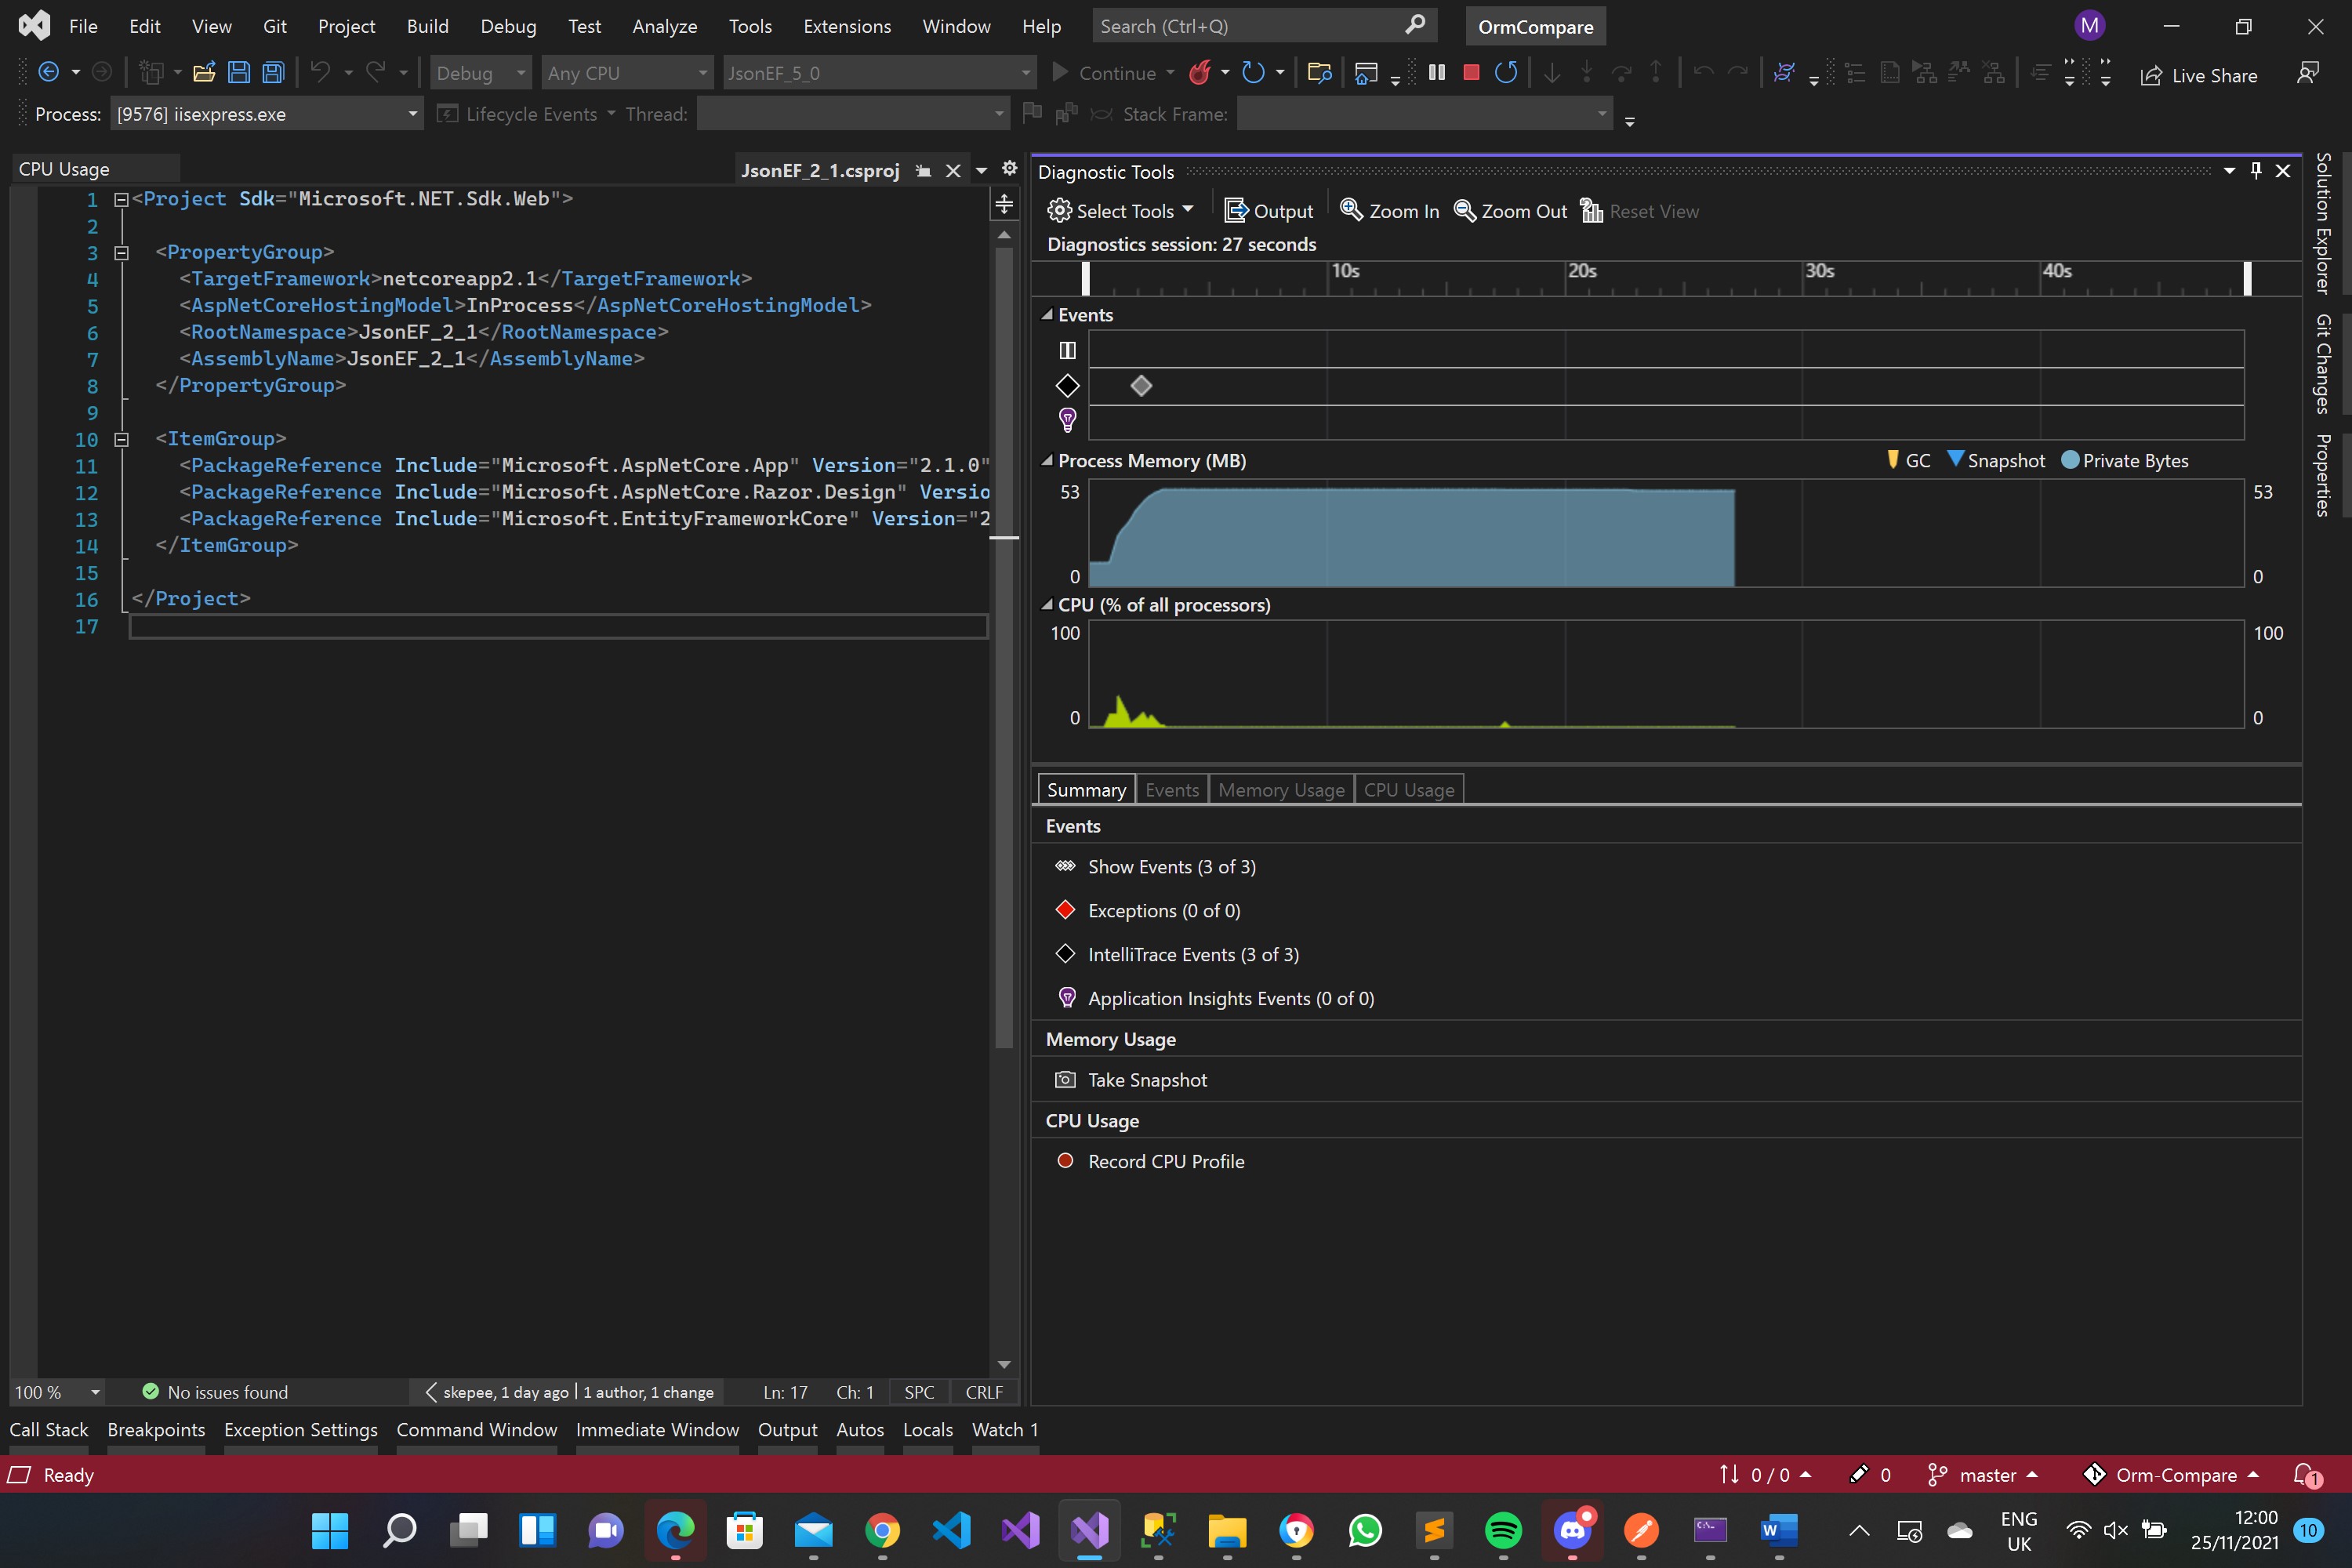 File Edit View Git Project Build Debug Test Analyze Tools Extensions Window Help Search (Ctrl+Q) OrmCompare M
Debug Any CPU JsonEF_5_0 Continue Live Share
Process: [9576] iisexpress.exe Lifecycle Events Thread: Stack Frame:
CPU Usage JsonEF_2_1.csproj
1 <Project Sdk="Microsoft.NET.Sdk.Web">
2
3 <PropertyGroup>
4 <TargetFramework>netcoreapp2.1</TargetFramework>
5 <AspNetCoreHostingModel>InProcess</AspNetCoreHostingModel>
6 <RootNamespace>JsonEF_2_1</RootNamespace>
7 <AssemblyName>JsonEF_2_1</AssemblyName>
8 </PropertyGroup>
9
10 <ItemGroup>
11 <PackageReference Include="Microsoft.AspNetCore.App" Version="2.1.0"
12 <PackageReference Include="Microsoft.AspNetCore.Razor.Design" Versio
13 <PackageReference Include="Microsoft.EntityFrameworkCore" Version="2
14 </ItemGroup>
15
16 </Project>
17
100 % No issues found skepee, 1 day ago | 1 author, 1 change Ln: 17 Ch: 1 SPC CRLF
Diagnostic Tools
Select Tools Output Zoom In Zoom Out Reset View
Diagnostics session: 27 seconds
10s 20s 30s 40s
Events
Process Memory (MB) GC Snapshot Private Bytes
53 53
0 0
CPU (% of all processors)
100 100
0 0
Summary Events Memory Usage CPU Usage
Events
Show Events (3 of 3)
Exceptions (0 of 0)
IntelliTrace Events (3 of 3)
Application Insights Events (0 of 0)
Memory Usage
Take Snapshot
CPU Usage
Record CPU Profile
Solution Explorer
Git Changes
Properties
Call Stack Breakpoints Exception Settings Command Window Immediate Window Output Autos Locals Watch 1
Ready 0 / 0 0 master Orm-Compare 1
ENG 12:00
UK 25/11/2021 10